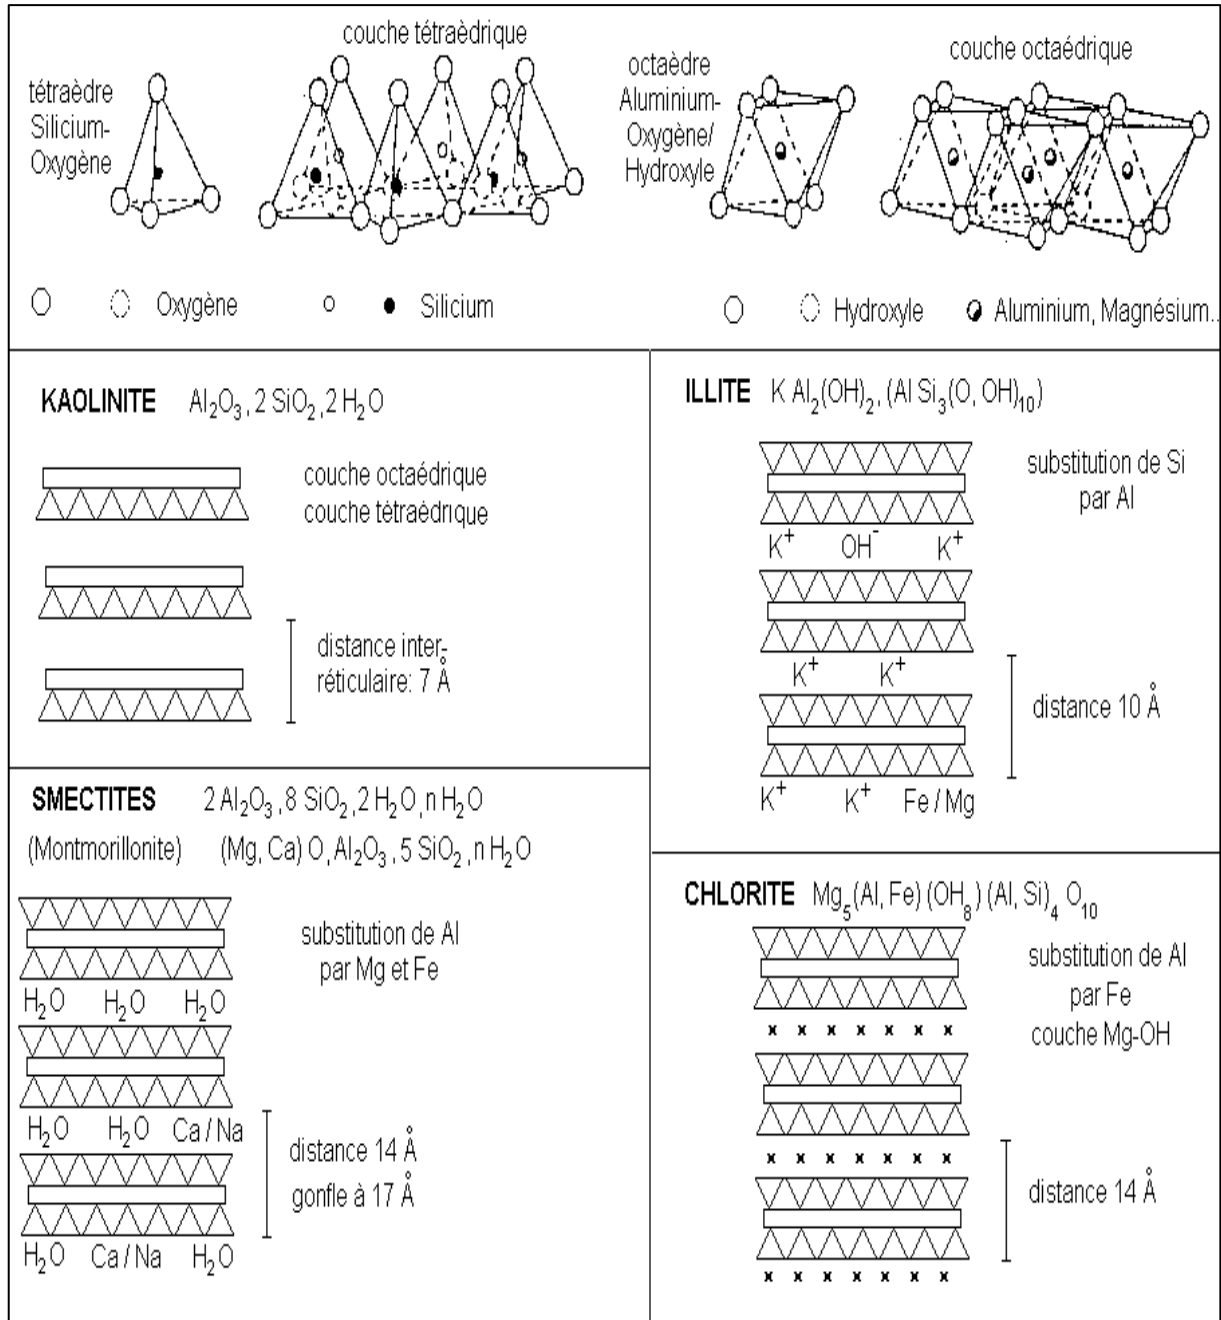 couche tétraèdrique
tétraèdre
Silicium-
Oxygène
octaèdre
Aluminium-
Oxygène/
Hydroxyle
couche octaédrique
Oxygène
Silicium
Hydroxyle
Aluminium, Magnésium..
KAOLINITE Al₂O₃, 2 SiO₂, 2 H₂O
couche octaédrique
couche tétraédrique
distance inter-
réticulaire: 7 Å
ILLITE K Al₂(OH)₂, (Al Si₃(O, OH)₁₀)
substitution de Si
par Al
K⁺ OH⁻ K⁺
K⁺ K⁺
distance 10 Å
K⁺ K⁺ Fe / Mg
SMECTITES 2 Al₂O₃, 8 SiO₂, 2 H₂O, n H₂O
(Montmorillonite) (Mg, Ca) O, Al₂O₃, 5 SiO₂, n H₂O
substitution de Al
par Mg et Fe
H₂O H₂O H₂O
H₂O H₂O Ca / Na
distance 14 Å
gonfle à 17 Å
H₂O Ca / Na H₂O
CHLORITE Mg₅(Al, Fe) (OH₈) (Al, Si)₄ O₁₀
substitution de Al
par Fe
couche Mg-OH
x x x x x x x
x x x x x x x
distance 14 Å
x x x x x x x